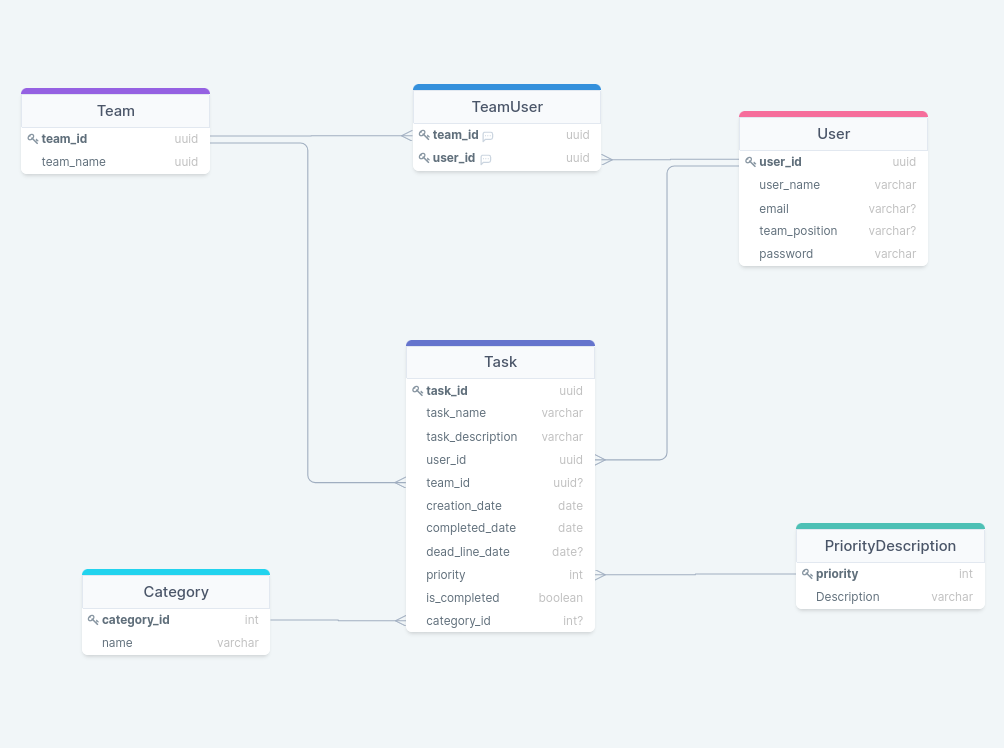 Team
team_id uuid
team_name uuid
TeamUser
team_id uuid
user_id uuid
User
user_id uuid
user_name varchar
email varchar?
team_position varchar?
password varchar
Task
task_id uuid
task_name varchar
task_description varchar
user_id uuid
team_id uuid?
creation_date date
completed_date date
dead_line_date date?
priority int
is_completed boolean
category_id int?
Category
category_id int
name varchar
PriorityDescription
priority int
Description varchar